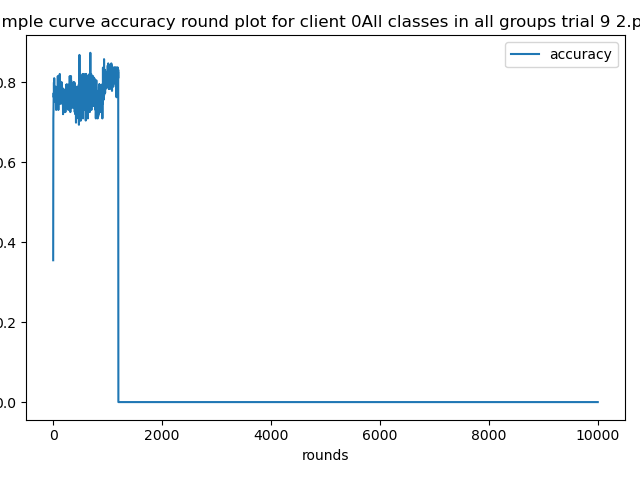 mple curve accuracy round plot for client 0All classes in all groups trial 9 2.p
accuracy
0.8
0.6
0.4
0.2
0.0
0 2000 4000 6000 8000 10000
rounds